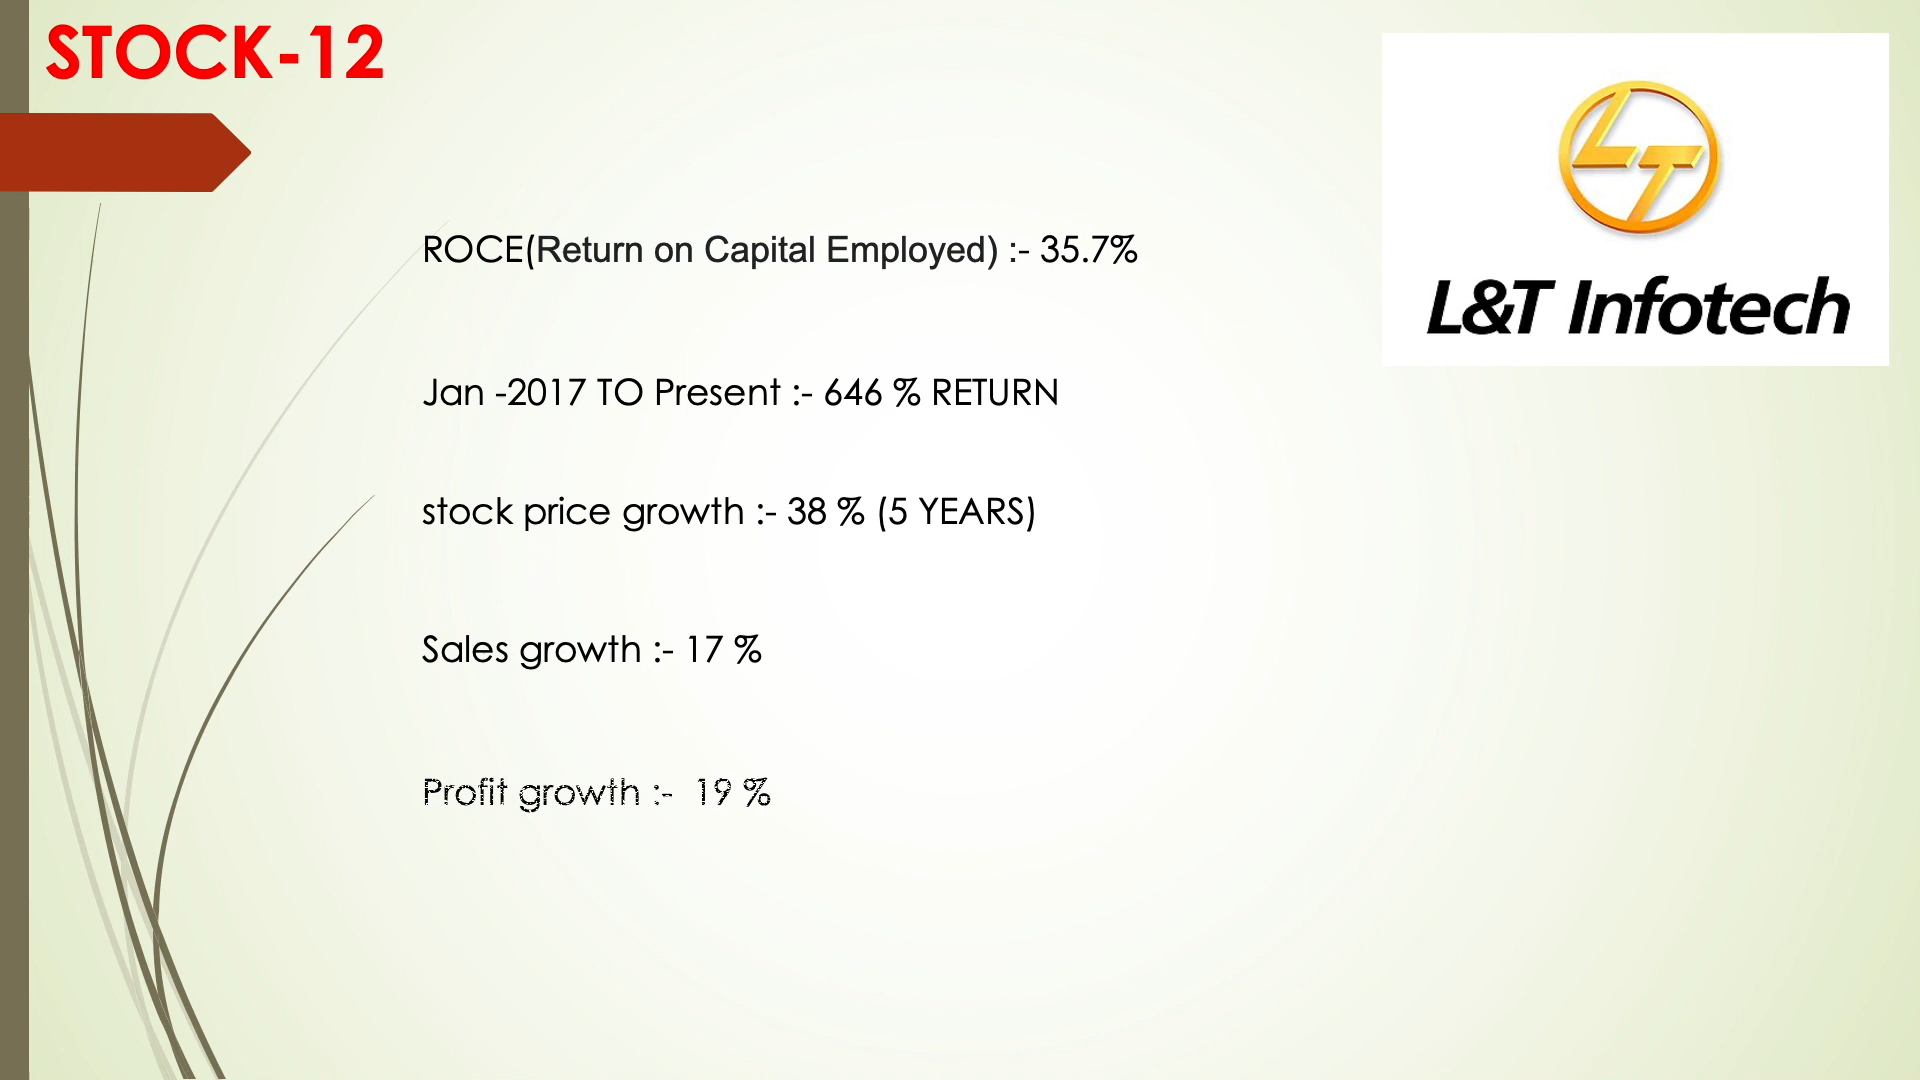 STOCK-12
LT
L&T Infotech
ROCE(Return on Capital Employed) :- 35.7%
Jan -2017 TO Present :- 646 % RETURN
stock price growth :- 38 % (5 YEARS)
Sales growth :- 17 %
Profit growth :-  19 %